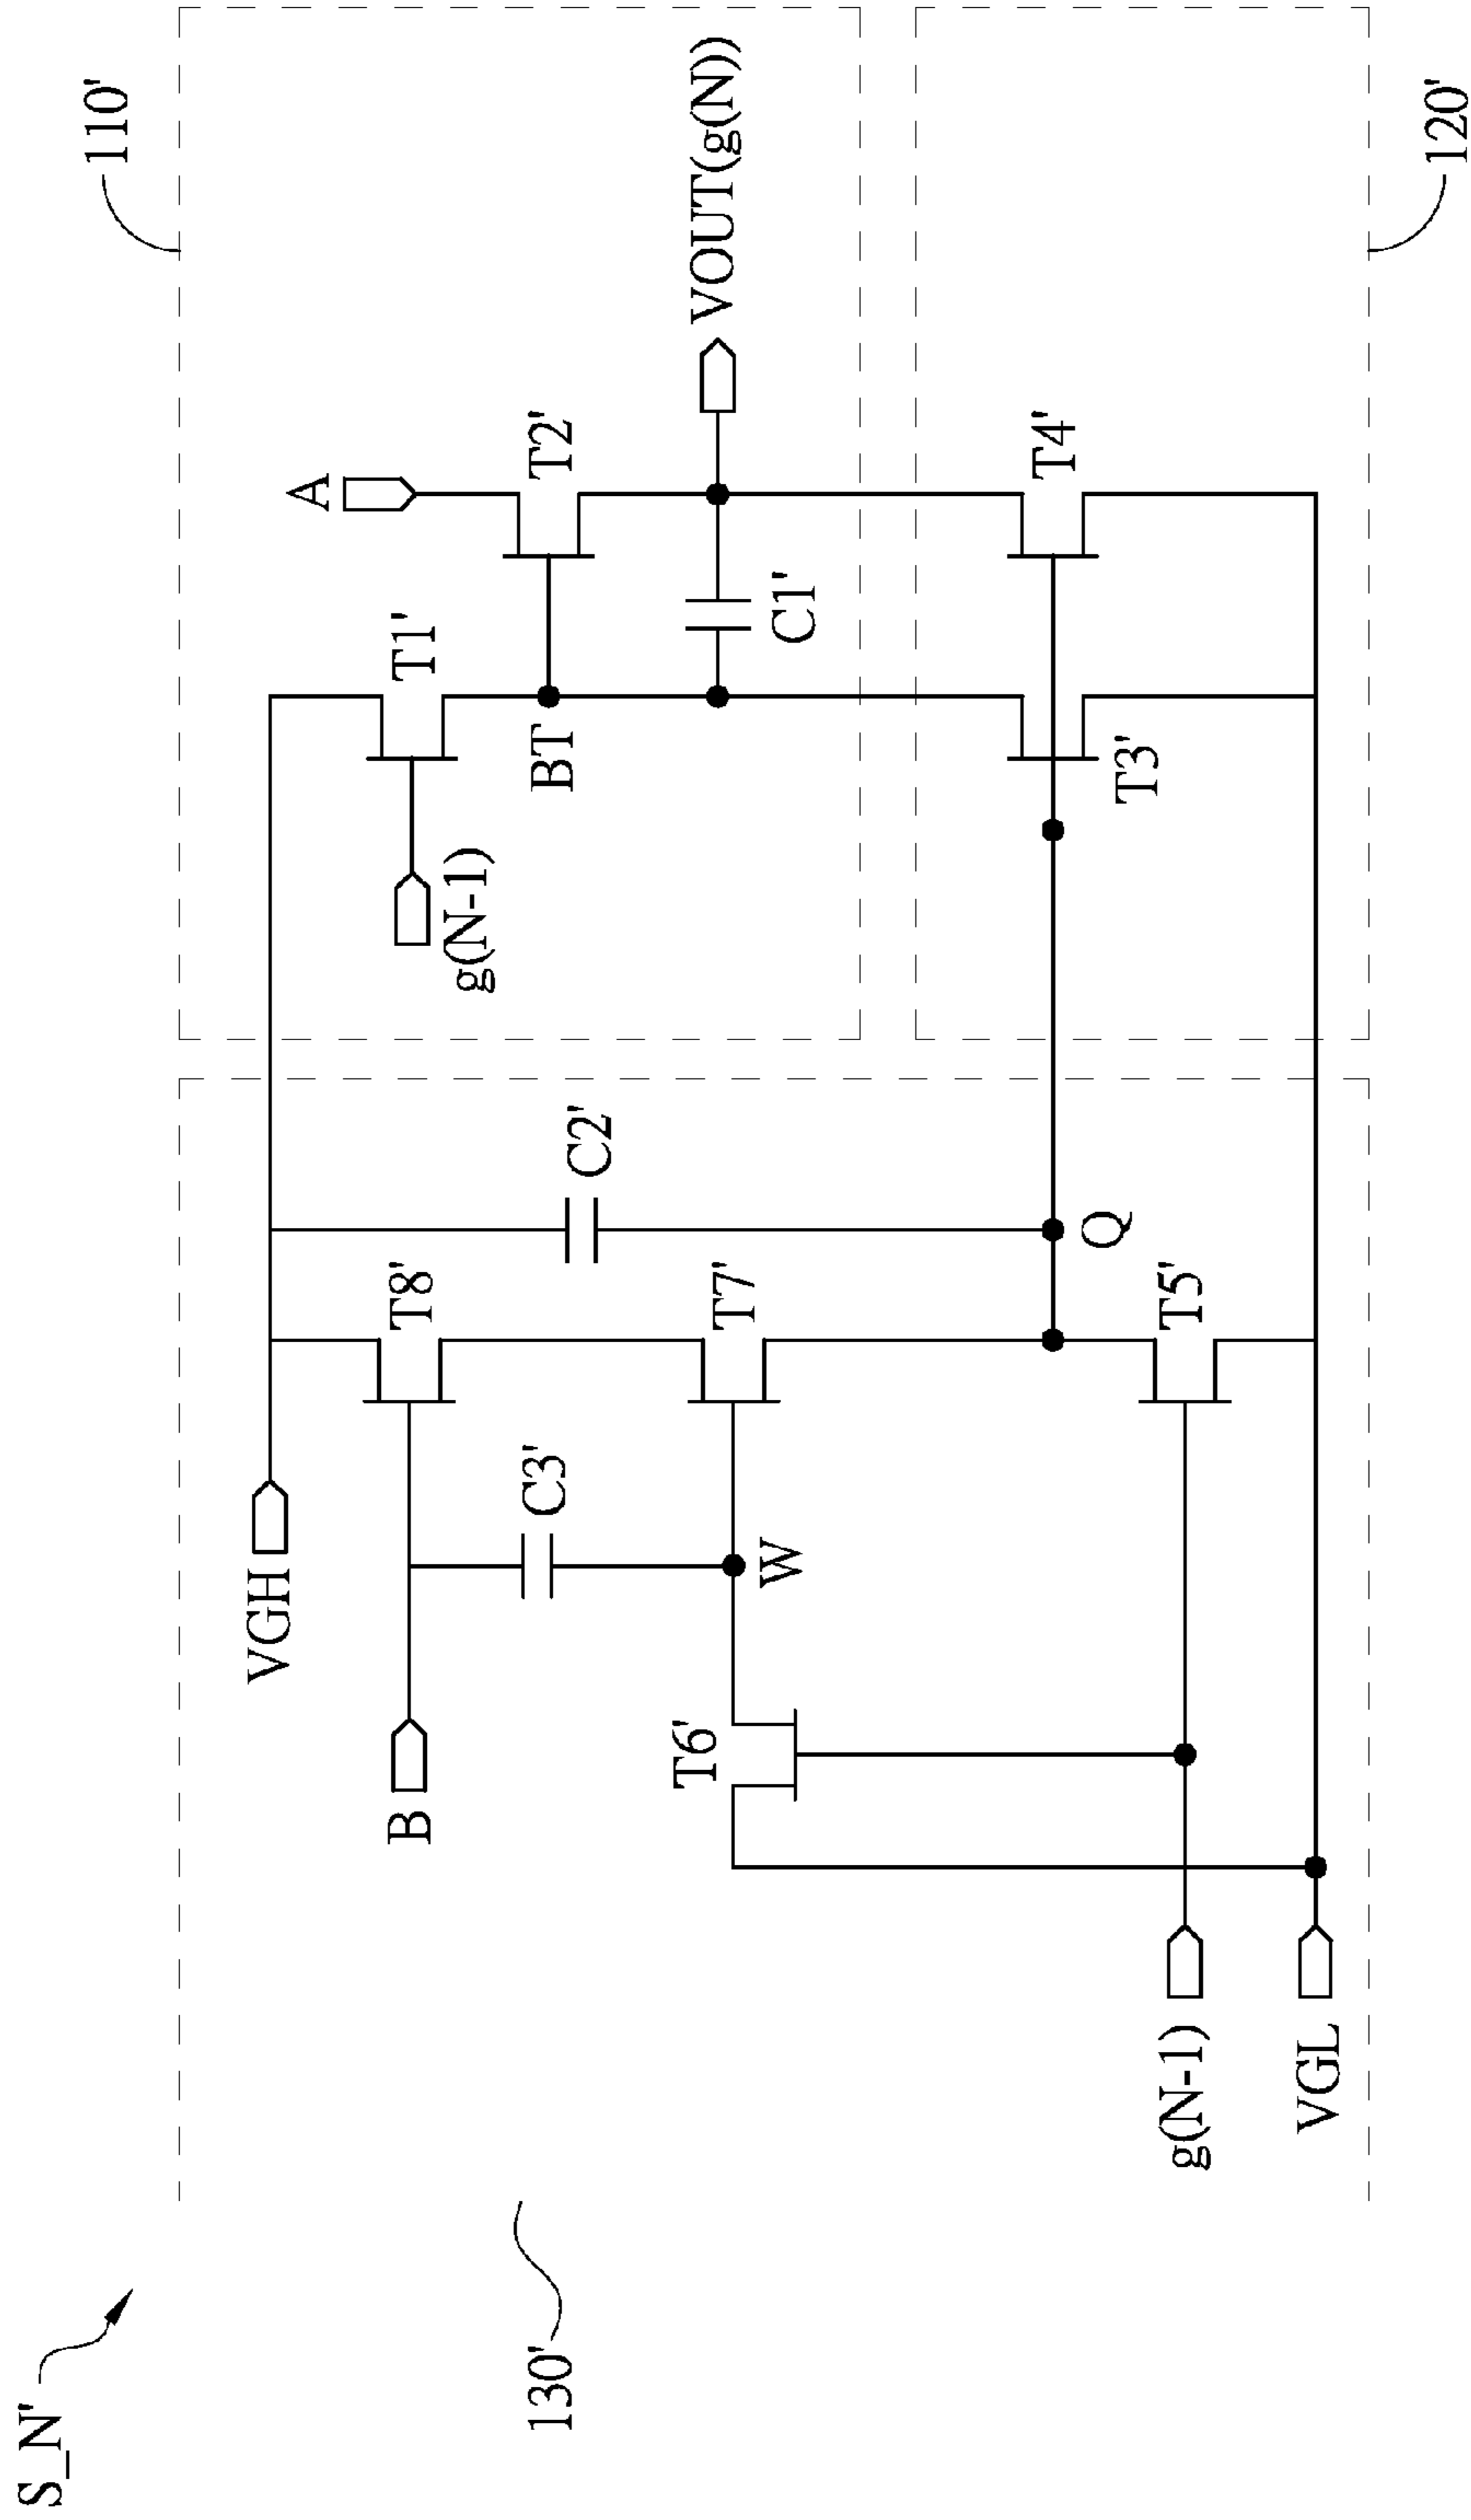 S_N'
130'
110'
120'
VGH
B
g(N-1)
VGL
T6'
W
C3'
T8'
T7'
T5'
C2'
Q
g(N-1)
T1'
BT
T3'
C1'
A
T2'
T4'
VOUT(g(N))